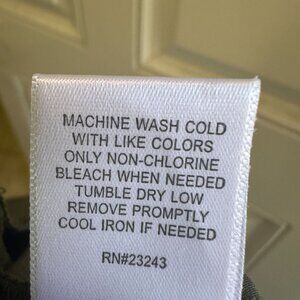 MACHINE WASH COLD
WITH LIKE COLORS
ONLY NON-CHLORINE
BLEACH WHEN NEEDED
TUMBLE DRY LOW
REMOVE PROMPTLY
COOL IRON IF NEEDED
RN#23243